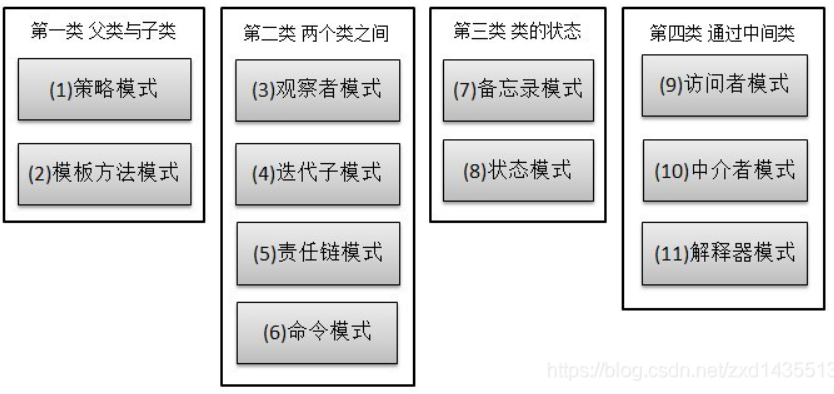 第一类 父类与子类
(1)策略模式
(2)模板方法模式
第二类 两个类之间
(3)观察者模式
(4)迭代子模式
(5)责任链模式
(6)命令模式
第三类 类的状态
(7)备忘录模式
(8)状态模式
第四类 通过中间类
(9)访问者模式
(10)中介者模式
(11)解释器模式
https://blog.csdn.net/zxd1435513